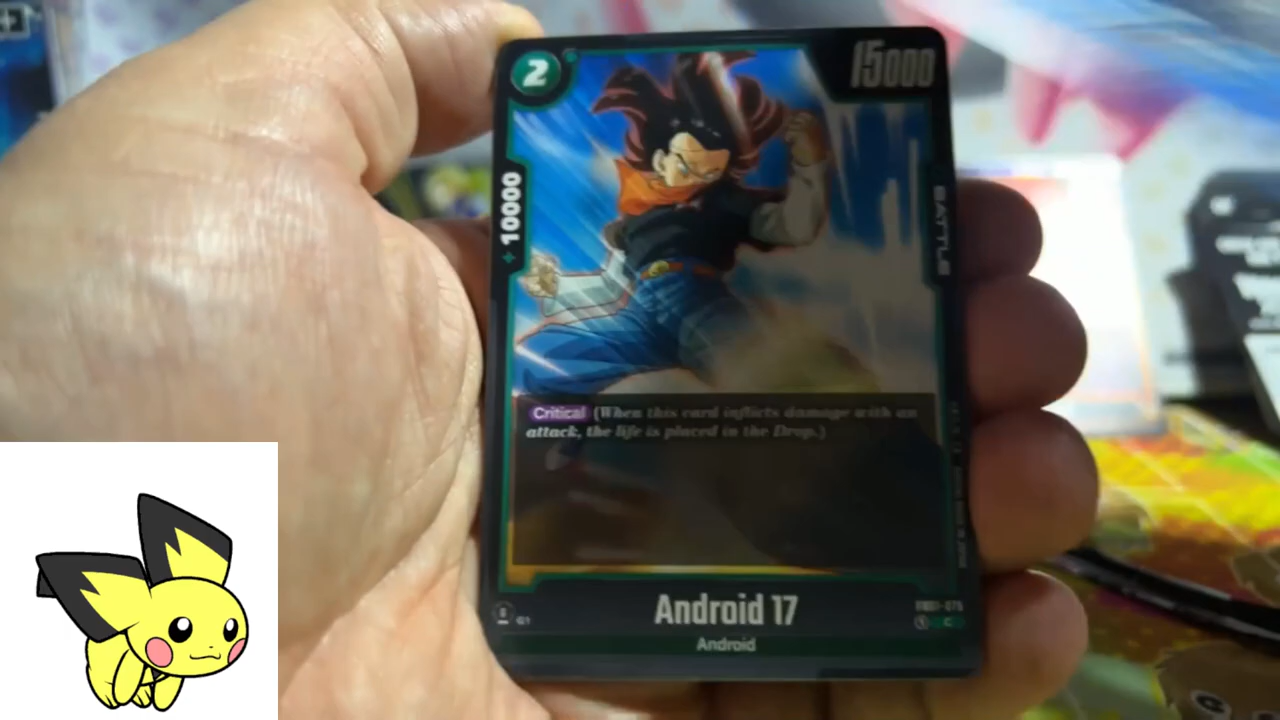 2
15000
+ 10000
BATTLE
Critical (When this card inflicts damage with an
attack, the life is placed in the Drop.)
Android 17
Android
G1
C